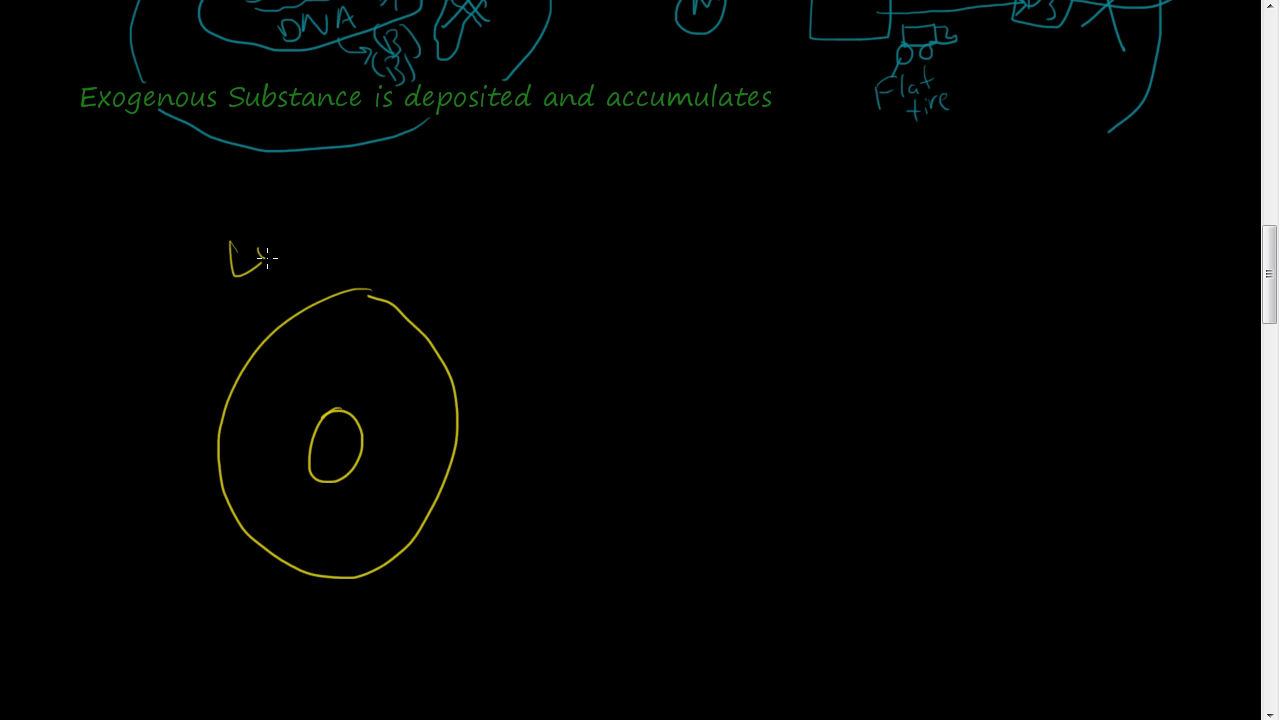 DNA
(B)
(B)
Flat
tire
Exogenous Substance is deposited and accumulates